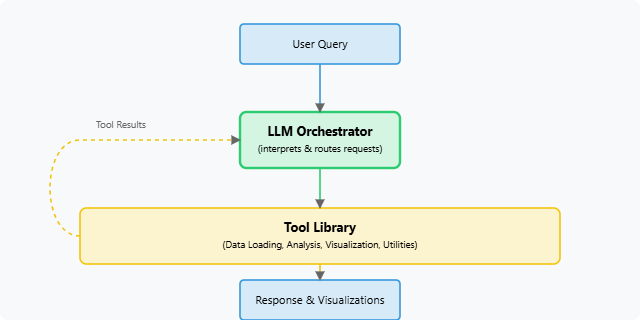 User Query
Tool Results
LLM Orchestrator
(interprets & routes requests)
Tool Library
(Data Loading, Analysis, Visualization, Utilities)
Response & Visualizations